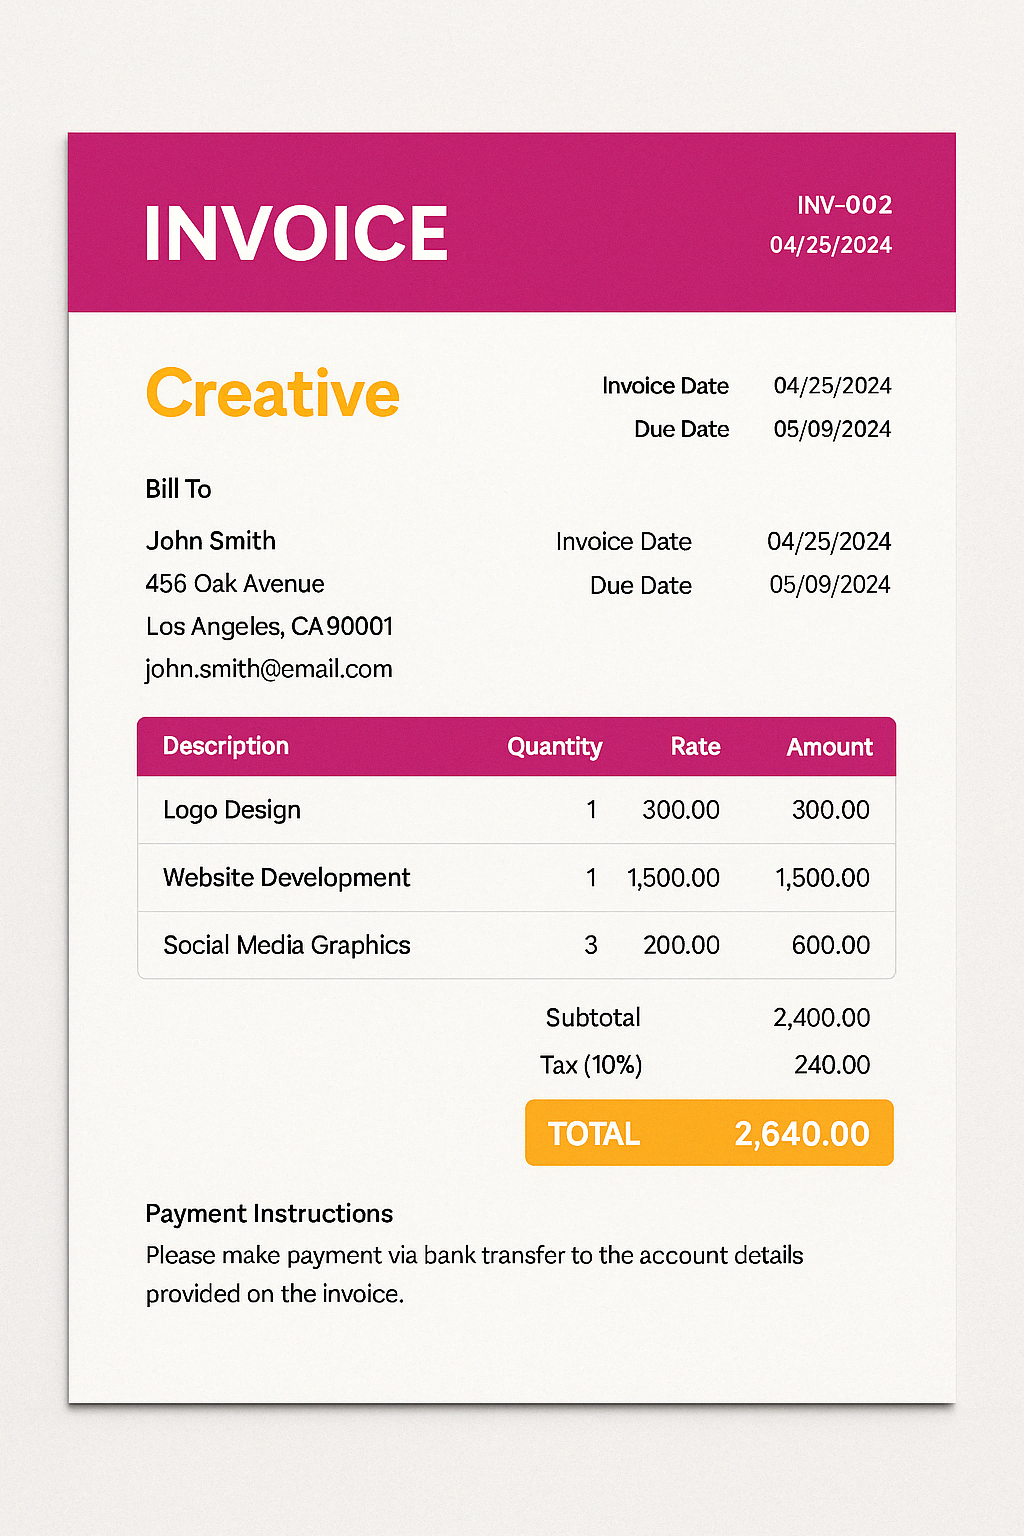 INVOICE
INV-002
04/25/2024
Creative
Invoice Date 04/25/2024
Due Date 05/09/2024
Bill To
John Smith
456 Oak Avenue
Los Angeles, CA 90001
john.smith@email.com
Invoice Date 04/25/2024
Due Date 05/09/2024
Description Quantity Rate Amount
Logo Design 1 300.00 300.00
Website Development 1 1,500.00 1,500.00
Social Media Graphics 3 200.00 600.00
Subtotal 2,400.00
Tax (10%) 240.00
TOTAL 2,640.00
Payment Instructions
Please make payment via bank transfer to the account details
provided on the invoice.